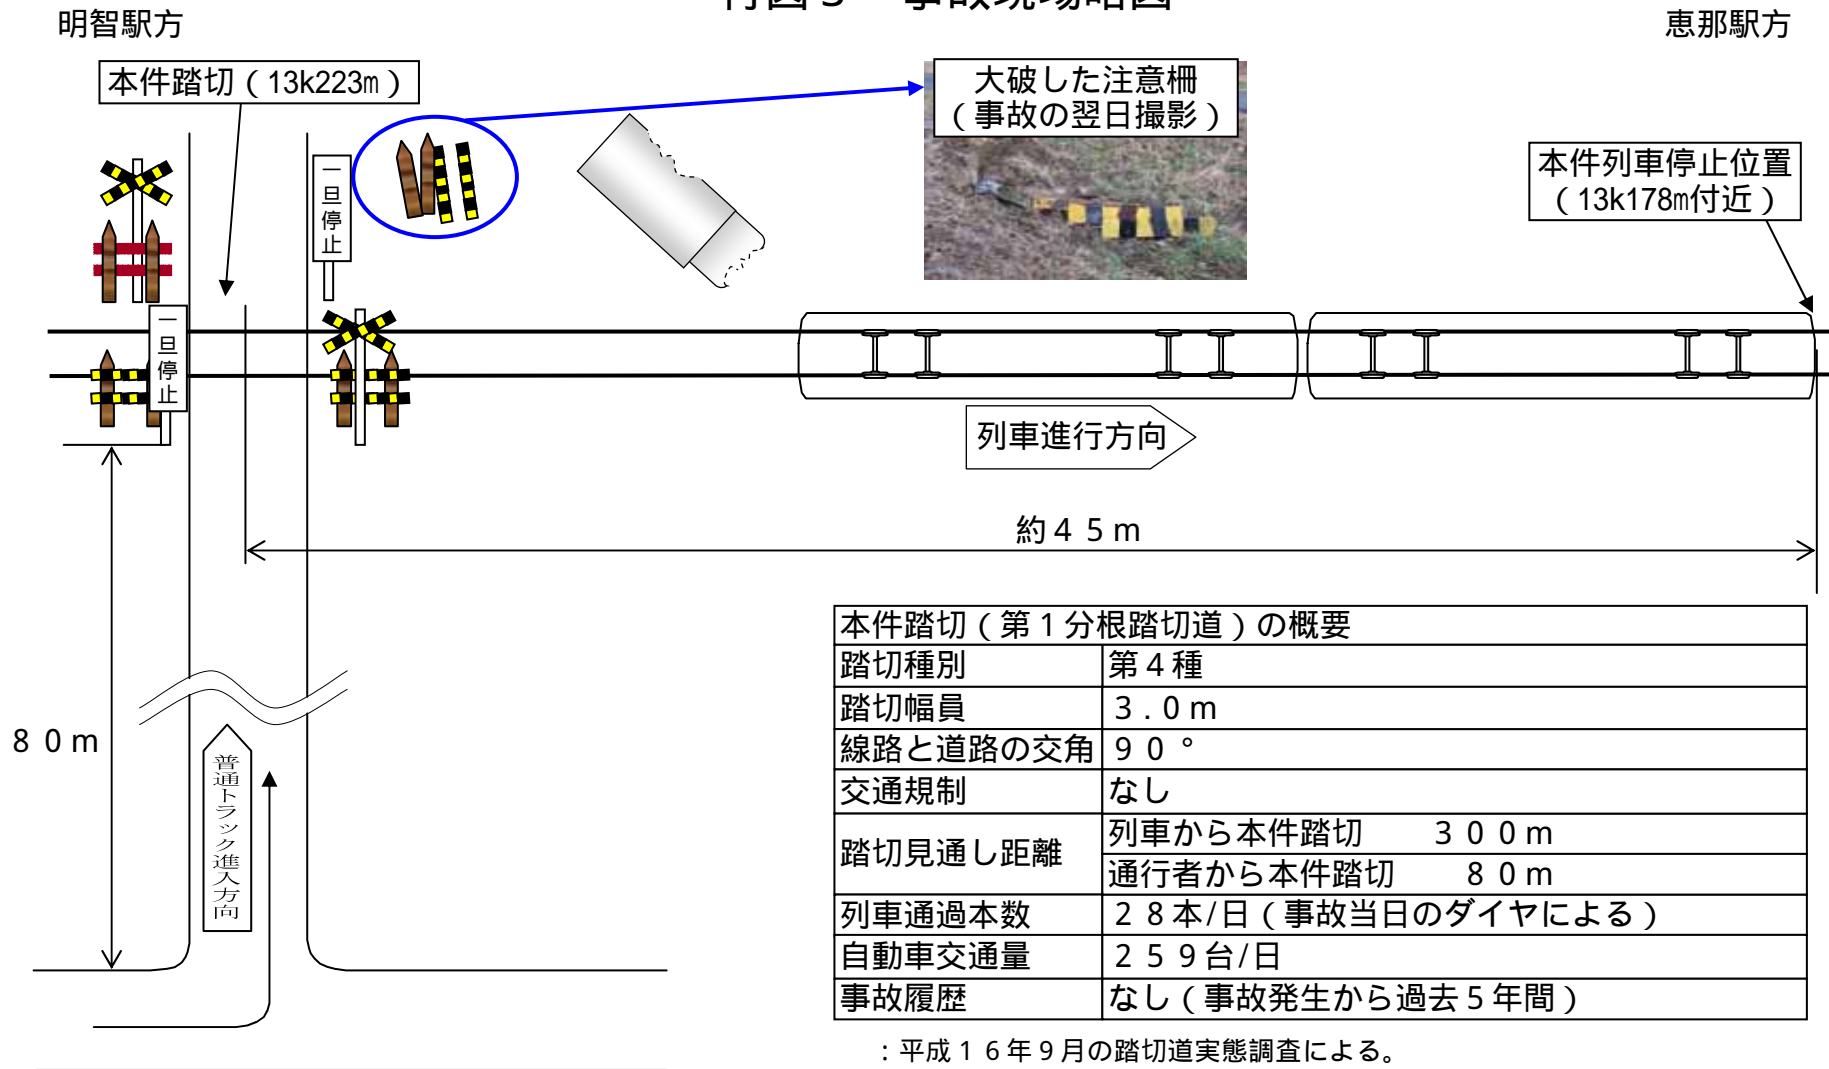 付図3 事故現場略図
明智駅方
恵那駅方
本件踏切（13k223m）
大破した注意柵
（事故の翌日撮影）
本件列車停止位置
（13k178m付近）
一旦停止
一旦停止
列車進行方向
約４５ｍ
８０ｍ
普通トラック進入方向
本件踏切（第１分根踏切道）の概要
踏切種別 第４種
踏切幅員 ３.０ｍ
線路と道路の交角 ９０°
交通規制 なし
踏切見通し距離 列車から本件踏切 ３００ｍ
通行者から本件踏切 ８０ｍ
列車通過本数 ２８本/日（事故当日のダイヤによる）
自動車交通量 ２５９台/日
事故履歴 なし（事故発生から過去５年間）
：平成１６年９月の踏切道実態調査による。